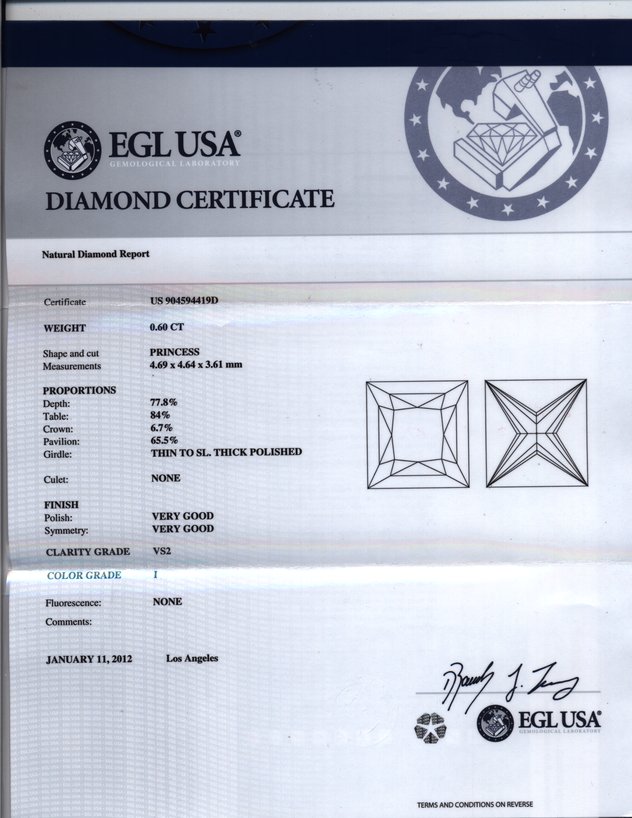 EGL USA®
GEMOLOGICAL LABORATORY
DIAMOND CERTIFICATE
Natural Diamond Report
Certificate US 904594419D
WEIGHT 0.60 CT
Shape and cut PRINCESS
Measurements 4.69 x 4.64 x 3.61 mm
PROPORTIONS
Depth: 77.8%
Table: 84%
Crown: 6.7%
Pavilion: 65.5%
Girdle: THIN TO SL. THICK POLISHED
Culet: NONE
FINISH
Polish: VERY GOOD
Symmetry: VERY GOOD
CLARITY GRADE VS2
COLOR GRADE I
Fluorescence: NONE
Comments:
JANUARY 11, 2012 Los Angeles
EGL USA®
GEMOLOGICAL LABORATORY
TERMS AND CONDITIONS ON REVERSE